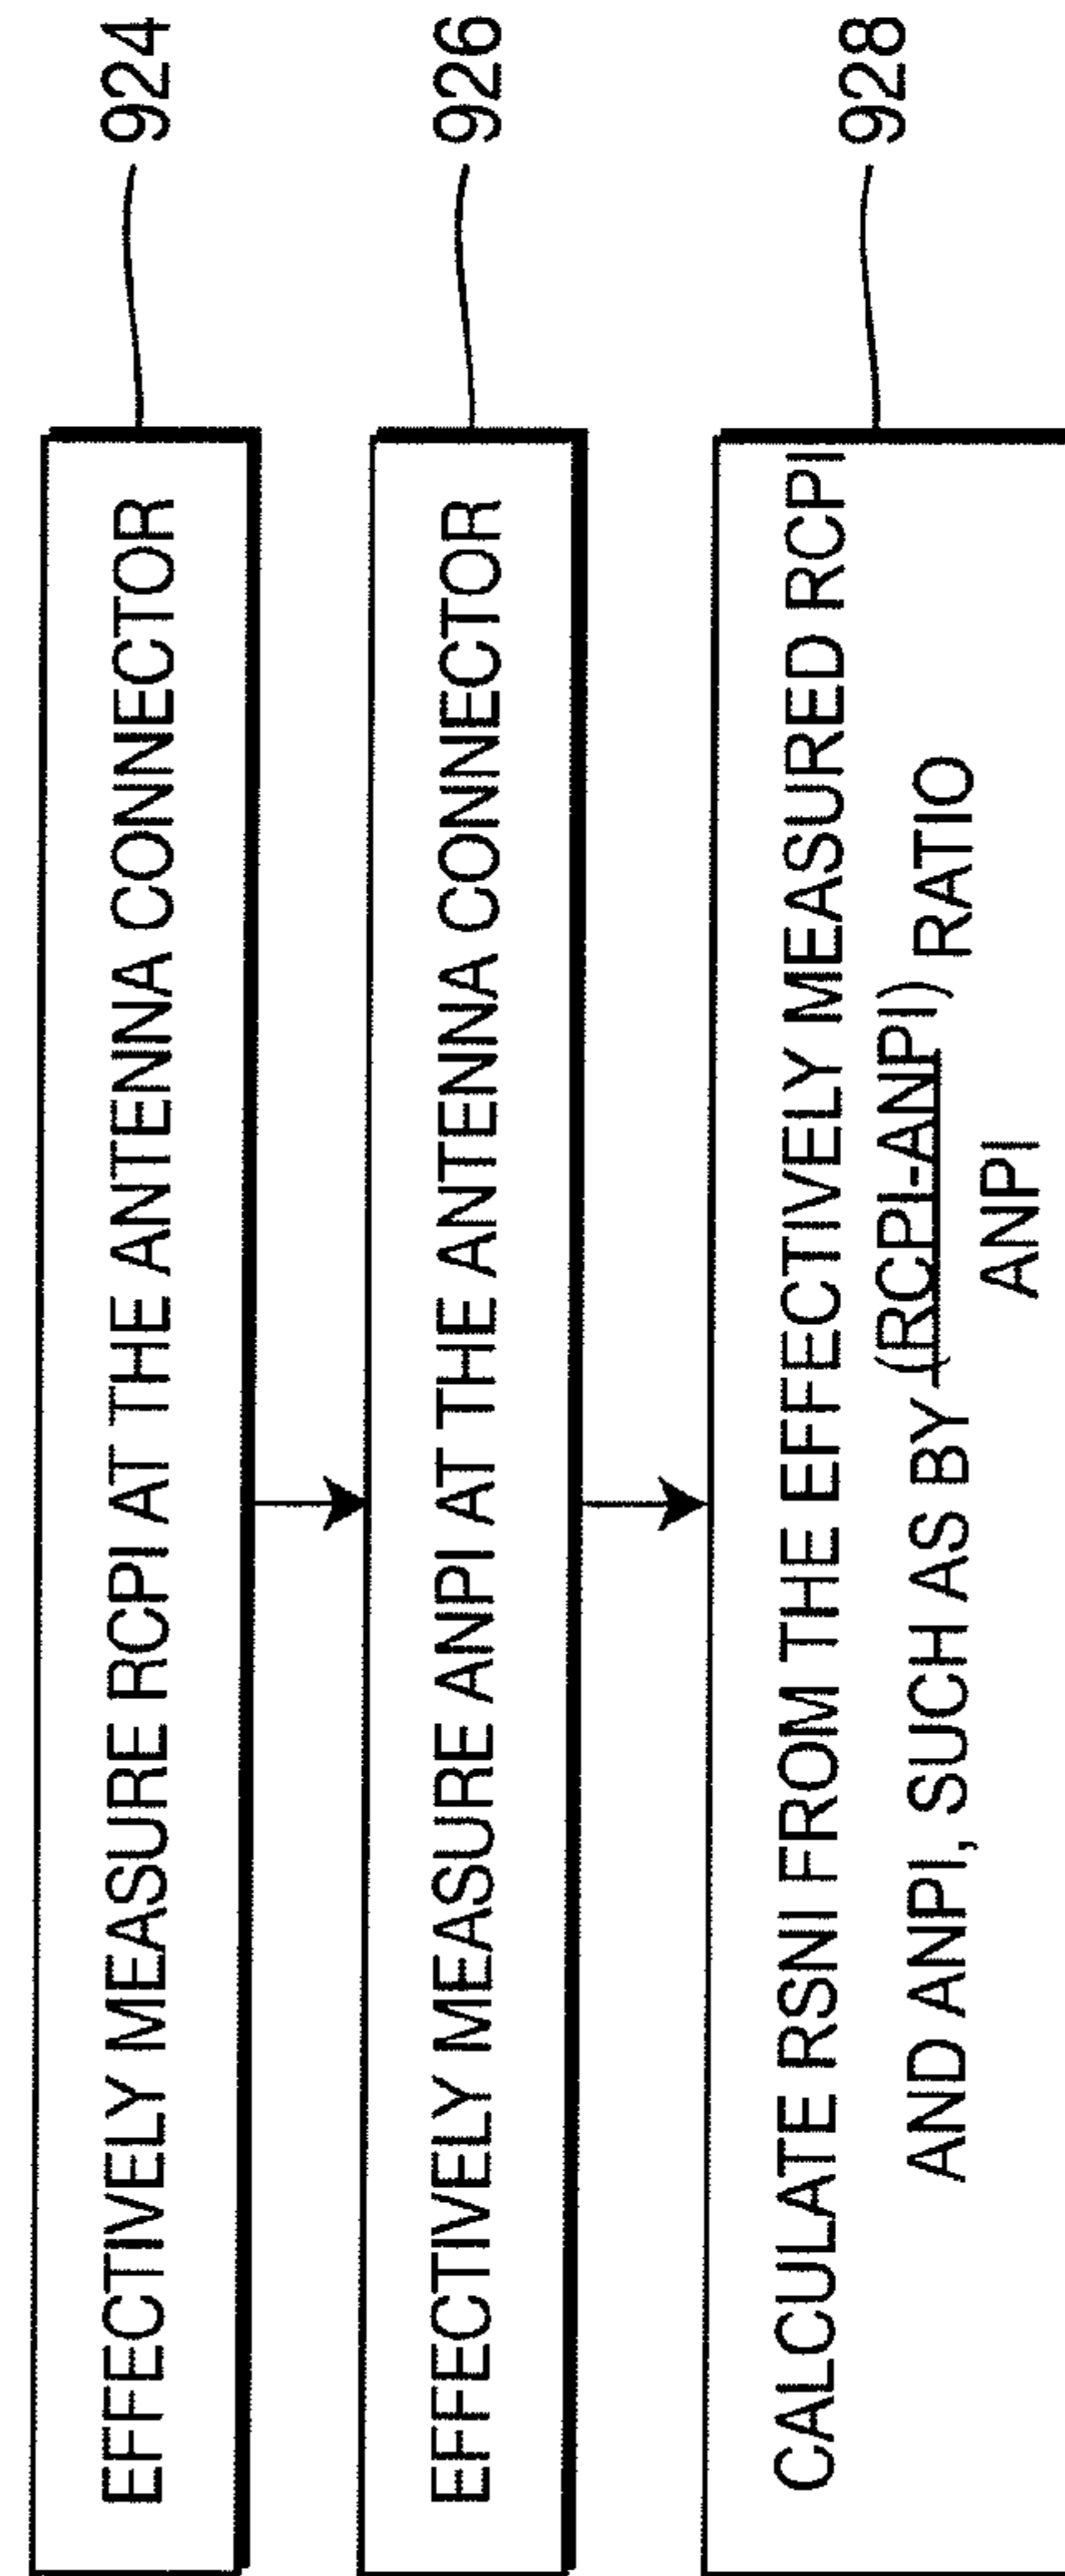 EFFECTIVELY MEASURE RCPI AT THE ANTENNA CONNECTOR
924
EFFECTIVELY MEASURE ANPI AT THE ANTENNA CONNECTOR
926
CALCULATE RSNI FROM THE EFFECTIVELY MEASURED RCPI
AND ANPI, SUCH AS BY (RCPI-ANPI) RATIO
ANPI
928